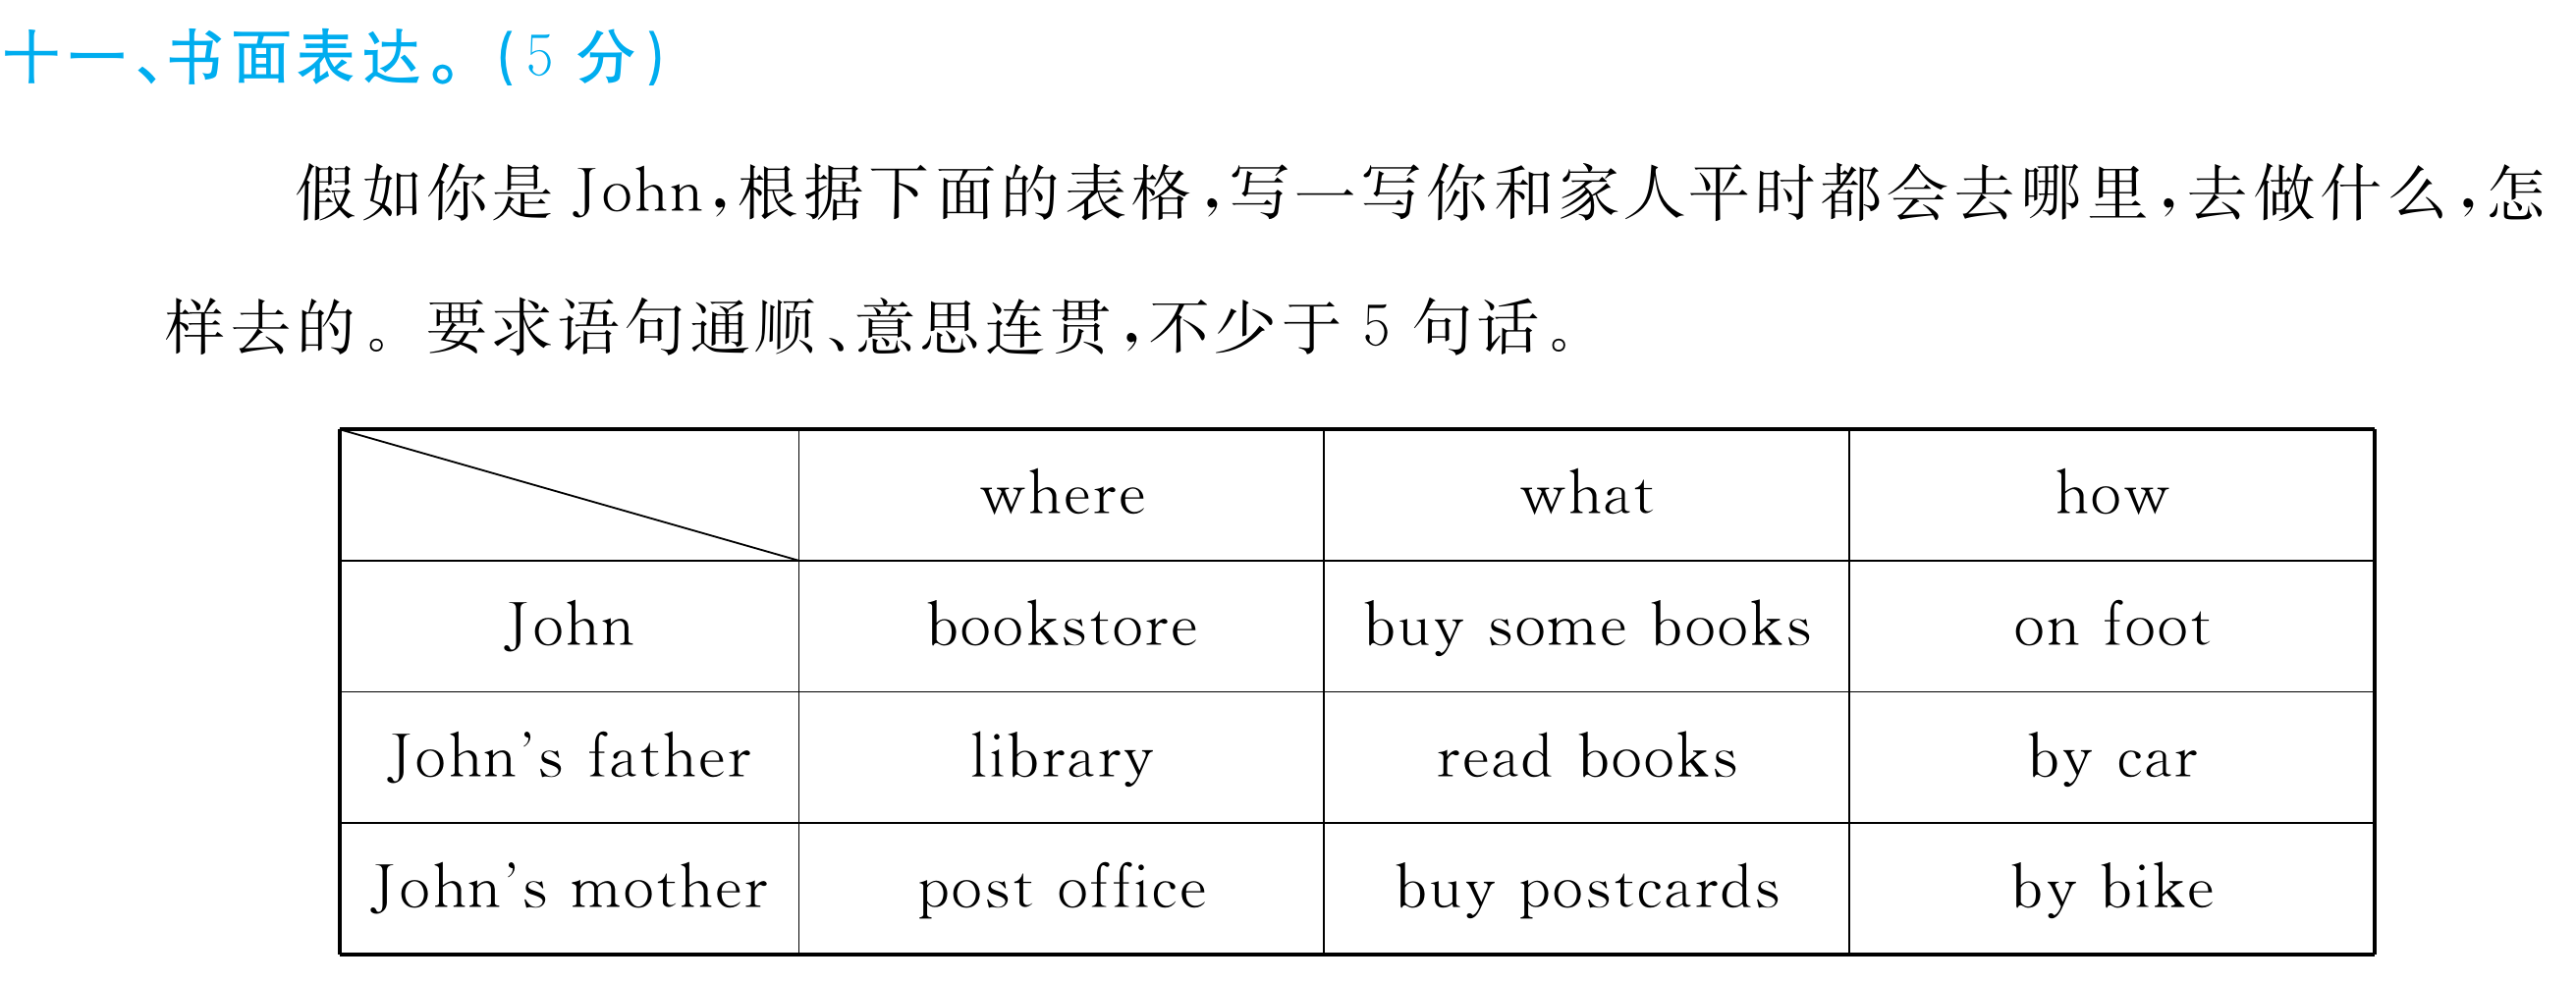 十一、书面表达。(5 分)
假如你是 John,根据下面的表格,写一写你和家人平时都会去哪里,去做什么,怎
样去的。要求语句通顺、意思连贯,不少于 5 句话。
where what how
John bookstore buy some books on foot
John's father library read books by car
John's mother post office buy postcards by bike